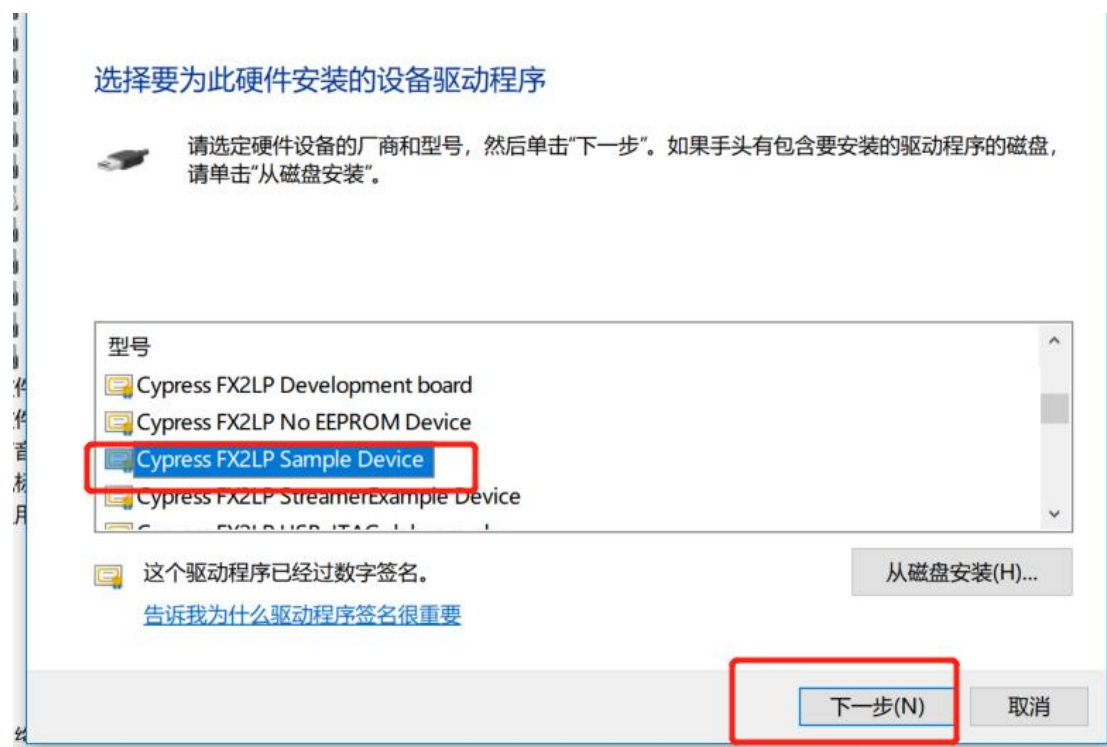 选择要为此硬件安装的设备驱动程序
请选定硬件设备的厂商和型号，然后单击“下一步”。如果手头有包含要安装的驱动程序的磁盘，
请单击“从磁盘安装”。
型号
Cypress FX2LP Development board
Cypress FX2LP No EEPROM Device
Cypress FX2LP Sample Device
Cypress FX2LP StreamerExample Device
这个驱动程序已经过数字签名。
从磁盘安装(H)...
告诉我为什么驱动程序签名很重要
下一步(N)
取消